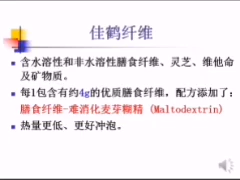 佳鹤纤维
含水溶性和非水溶性膳食纤维、灵芝、维他命
及矿物质。
每1包含有约4g的优质膳食纤维，配方添加了：
膳食纤维-难消化麦芽糊精 (Maltodextrin)
热量更低、更好冲泡。